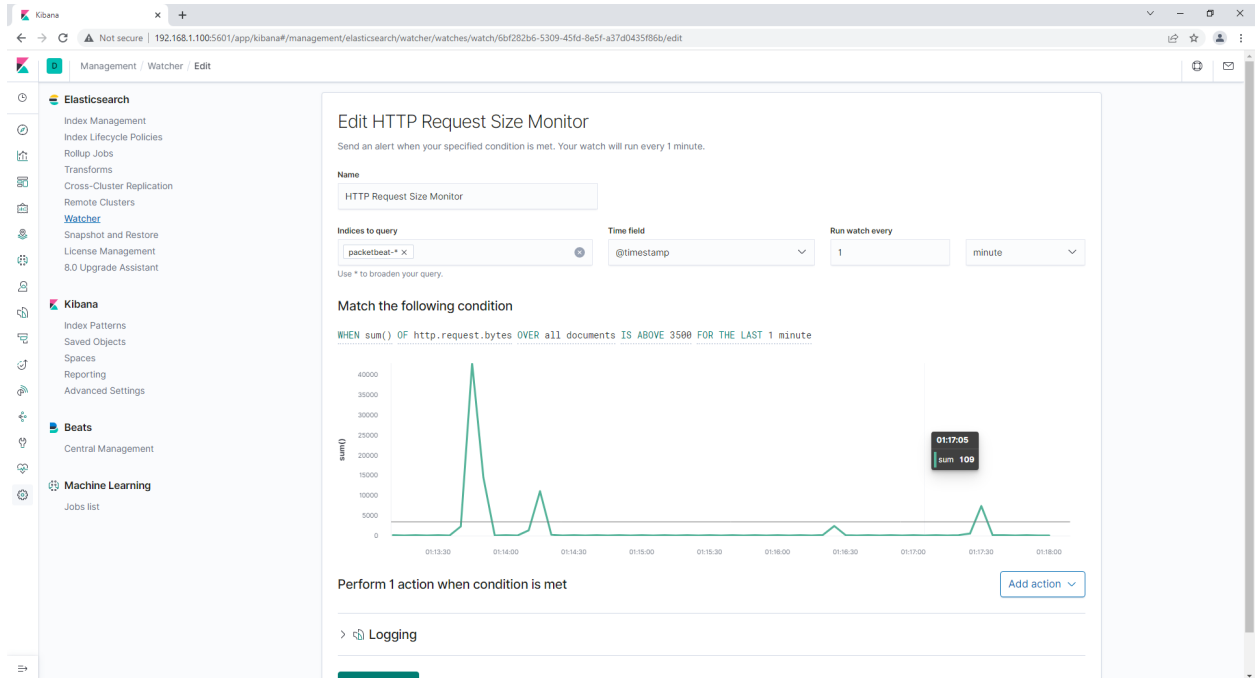 Kibana
Not secure | 192.168.1.100:5601/app/kibana#/management/elasticsearch/watcher/watches/watch/6bf282b6-5309-45fd-8e5f-a37d0435f86b/edit
D Management / Watcher / Edit
Elasticsearch
Index Management
Index Lifecycle Policies
Rollup Jobs
Transforms
Cross-Cluster Replication
Remote Clusters
Watcher
Snapshot and Restore
License Management
8.0 Upgrade Assistant
Kibana
Index Patterns
Saved Objects
Spaces
Reporting
Advanced Settings
Beats
Central Management
Machine Learning
Jobs list
Edit HTTP Request Size Monitor
Send an alert when your specified condition is met. Your watch will run every 1 minute.
Name
HTTP Request Size Monitor
Indices to query Time field Run watch every
packetbeat-* @timestamp 1 minute
Use * to broaden your query.
Match the following condition
WHEN sum() OF http.request.bytes OVER all documents IS ABOVE 3500 FOR THE LAST 1 minute
sum()
40000
35000
30000
25000
20000
15000
10000
5000
0
01:17:05
sum 109
01:13:30 01:14:00 01:14:30 01:15:00 01:15:30 01:16:00 01:16:30 01:17:00 01:17:30 01:18:00
Perform 1 action when condition is met Add action
Logging